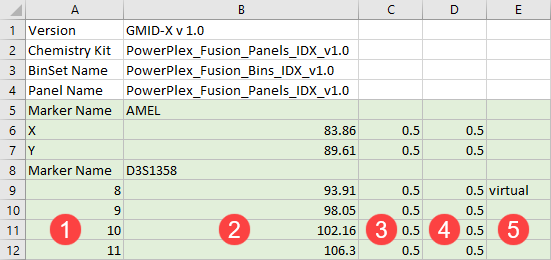 A B C D E
1 Version GMID-X v 1.0
2 Chemistry Kit PowerPlex_Fusion_Panels_IDX_v1.0
3 BinSet Name PowerPlex_Fusion_Bins_IDX_v1.0
4 Panel Name PowerPlex_Fusion_Panels_IDX_v1.0
5 Marker Name AMEL
6 X 83.86 0.5 0.5
7 Y 89.61 0.5 0.5
8 Marker Name D3S1358
9 8 93.91 0.5 0.5 virtual
10 9 98.05 0.5 0.5
11 1 10 2 102.16 3 0.5 4 0.5 5
12 11 106.3 0.5 0.5